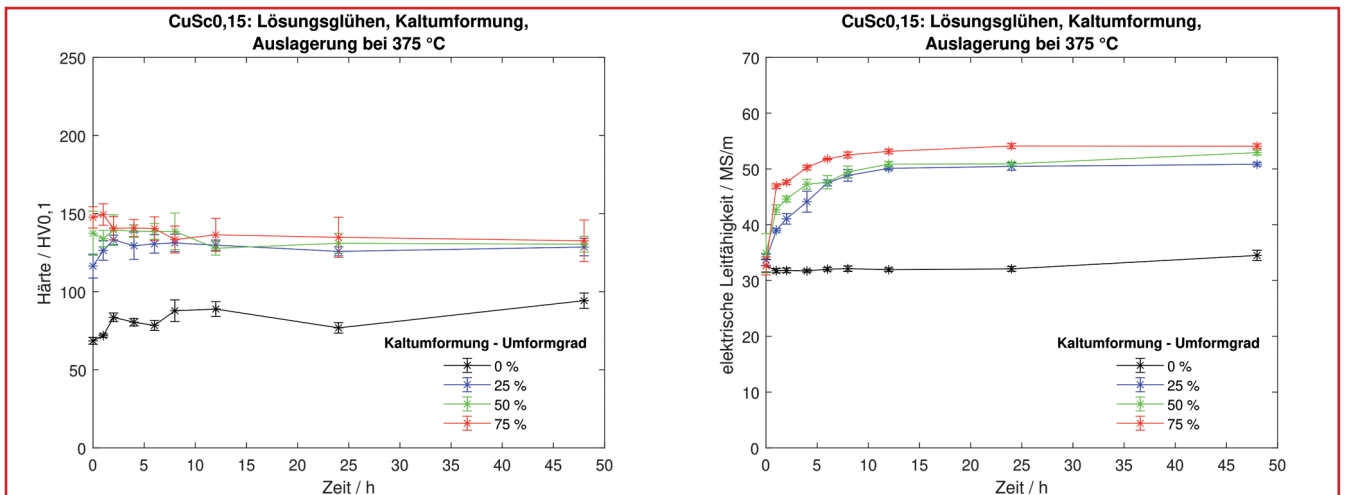 CuSc0,15: Lösungsglühen, Kaltumformung,
Auslagerung bei 375 °C
250
200
150
100
50
0
Härte / HV0,1
0 5 10 15 20 25 30 35 40 45 50
Zeit / h
Kaltumformung - Umformgrad
0 %
25 %
50 %
75 %
CuSc0,15: Lösungsglühen, Kaltumformung,
Auslagerung bei 375 °C
70
60
50
40
30
20
10
0
elektrische Leitfähigkeit / MS/m
0 5 10 15 20 25 30 35 40 45 50
Zeit / h
Kaltumformung - Umformgrad
0 %
25 %
50 %
75 %